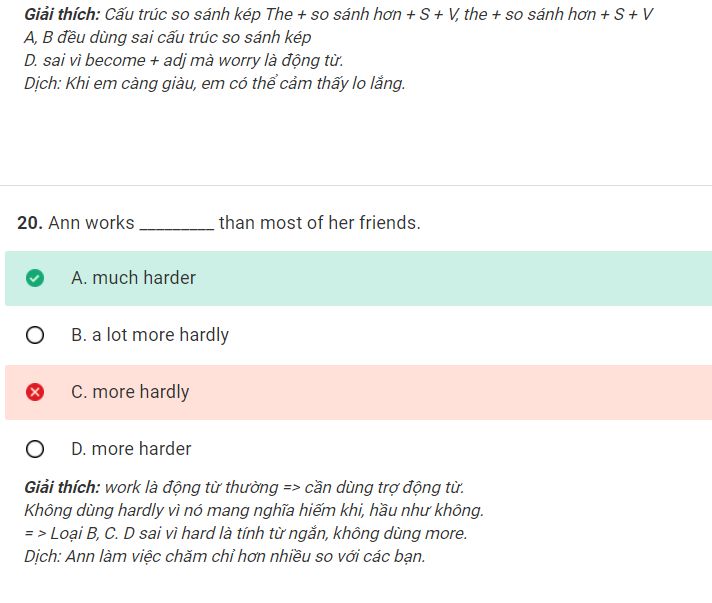 Giải thích: Cấu trúc so sánh kép The + so sánh hơn + S + V, the + so sánh hơn + S + V
A, B đều dùng sai cấu trúc so sánh kép
D. sai vì become + adj mà worry là động từ.
Dịch: Khi em càng giàu, em có thể cảm thấy lo lắng.
20. Ann works _________ than most of her friends.
A. much harder
B. a lot more hardly
C. more hardly
D. more harder
Giải thích: work là động từ thường => cần dùng trợ động từ.
Không dùng hardly vì nó mang nghĩa hiếm khi, hầu như không.
= > Loại B, C. D sai vì hard là tính từ ngắn, không dùng more.
Dịch: Ann làm việc chăm chỉ hơn nhiều so với các bạn.